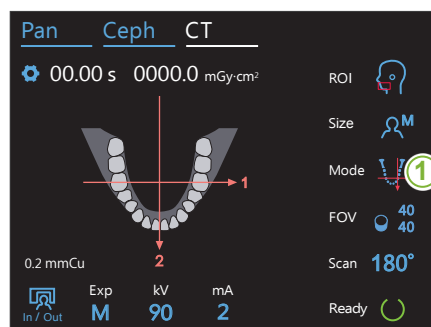 Pan Ceph CT
00.00 s 0000.0 mGy·cm²
ROI
Size M
Mode 1
1
FOV 40
40
2
0.2 mmCu
Scan 180°
Exp kV mA
In / Out M 90 2
Ready